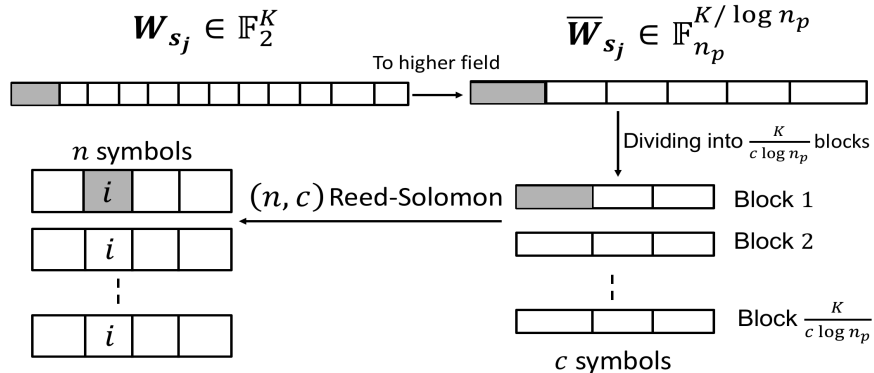 W_{s_j} ∈ 𝔽_2^K
W̅_{s_j} ∈ 𝔽_{n_p}^{K/ log n_p}
To higher field
Dividing into K/(c log n_p) blocks
n symbols
i
(n, c) Reed-Solomon
Block 1
i
Block 2
i
Block K/(c log n_p)
c symbols